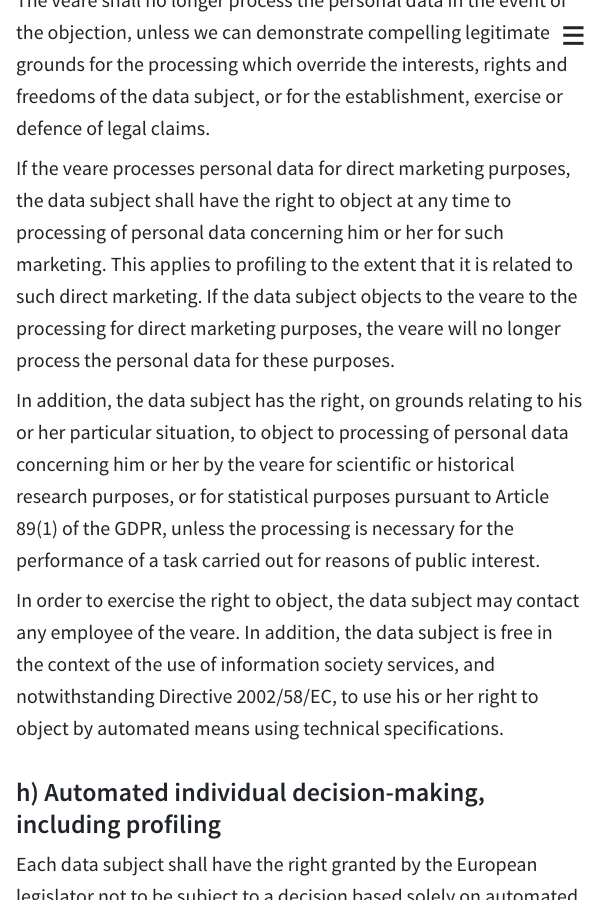 The veare shall no longer process the personal data in the event of
the objection, unless we can demonstrate compelling legitimate
grounds for the processing which override the interests, rights and
freedoms of the data subject, or for the establishment, exercise or
defence of legal claims.
If the veare processes personal data for direct marketing purposes,
the data subject shall have the right to object at any time to
processing of personal data concerning him or her for such
marketing. This applies to profiling to the extent that it is related to
such direct marketing. If the data subject objects to the veare to the
processing for direct marketing purposes, the veare will no longer
process the personal data for these purposes.
In addition, the data subject has the right, on grounds relating to his
or her particular situation, to object to processing of personal data
concerning him or her by the veare for scientific or historical
research purposes, or for statistical purposes pursuant to Article
89(1) of the GDPR, unless the processing is necessary for the
performance of a task carried out for reasons of public interest.
In order to exercise the right to object, the data subject may contact
any employee of the veare. In addition, the data subject is free in
the context of the use of information society services, and
notwithstanding Directive 2002/58/EC, to use his or her right to
object by automated means using technical specifications.
h) Automated individual decision-making,
including profiling
Each data subject shall have the right granted by the European
legislator not to be subject to a decision based solely on automated